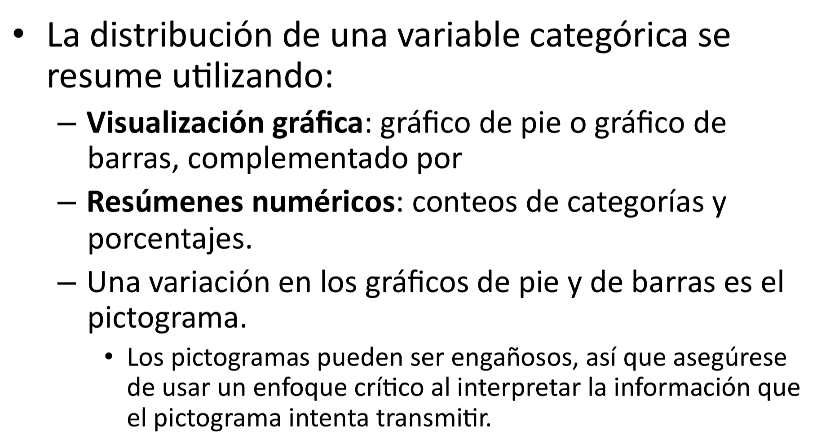 • La distribución de una variable categórica se
resume utilizando:
– Visualización gráfica: gráfico de pie o gráfico de
barras, complementado por
– Resúmenes numéricos: conteos de categorías y
porcentajes.
– Una variación en los gráficos de pie y de barras es el
pictograma.
• Los pictogramas pueden ser engañosos, así que asegúrese
de usar un enfoque crítico al interpretar la información que
el pictograma intenta transmitir.